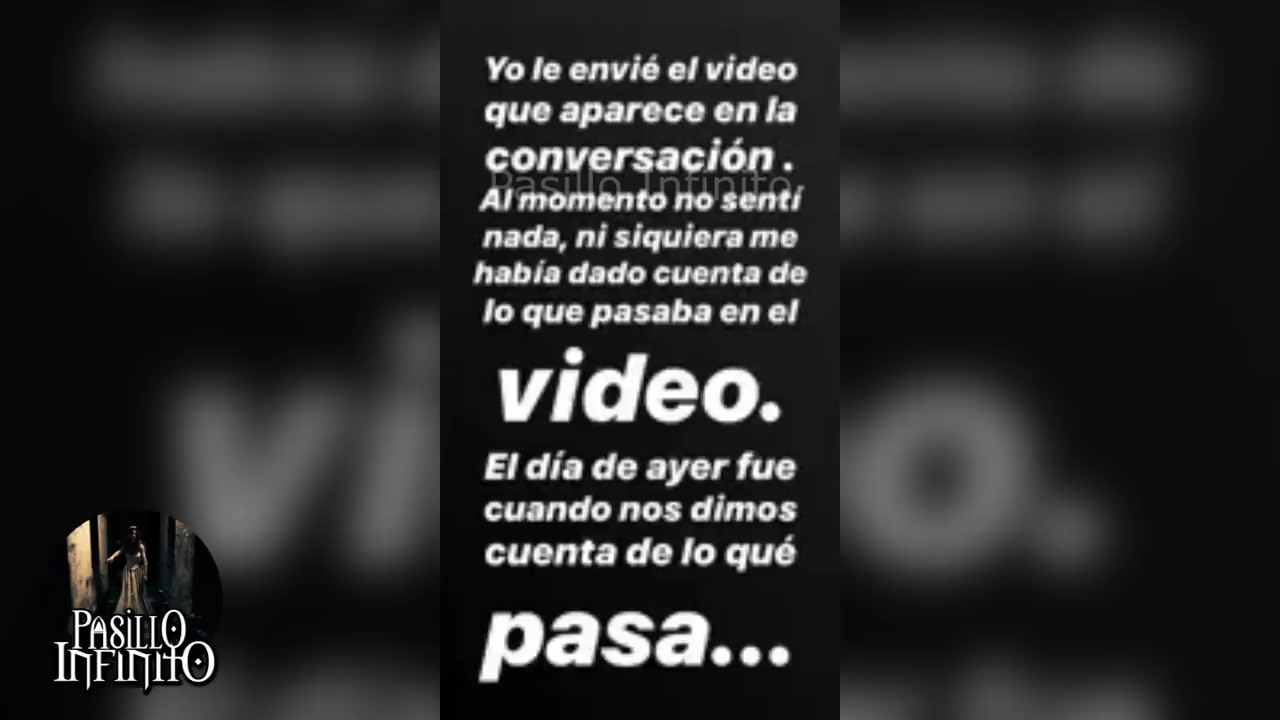 Yo le envié el video
que aparece en la
conversación .
Pasillo Infinito
Al momento no sentí
nada, ni siquiera me
había dado cuenta de
lo que pasaba en el
video.
El día de ayer fue
cuando nos dimos
cuenta de lo qué
pasa...
PASILLO
INFINITO